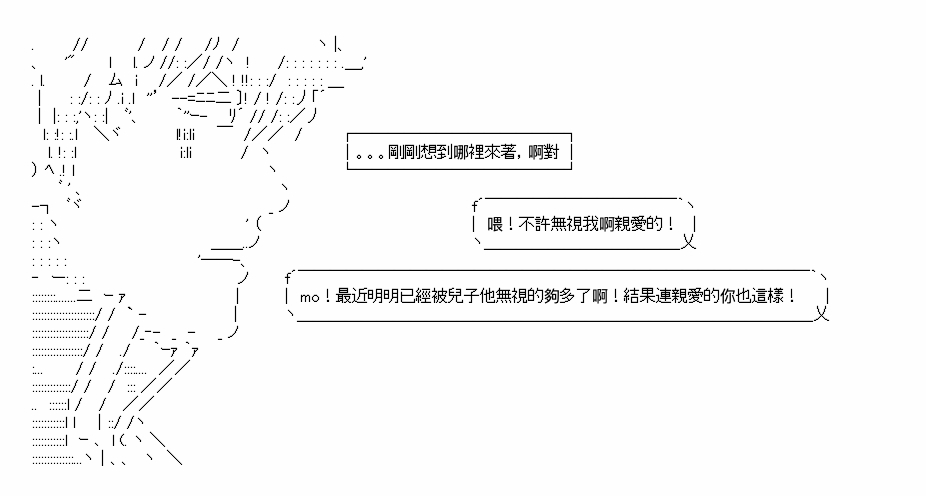 。。。剛剛想到哪裡來著，啊對
喂！不許無視我啊親愛的！
mo！最近明明已經被兒子他無視的夠多了啊！結果連親愛的你也這樣！